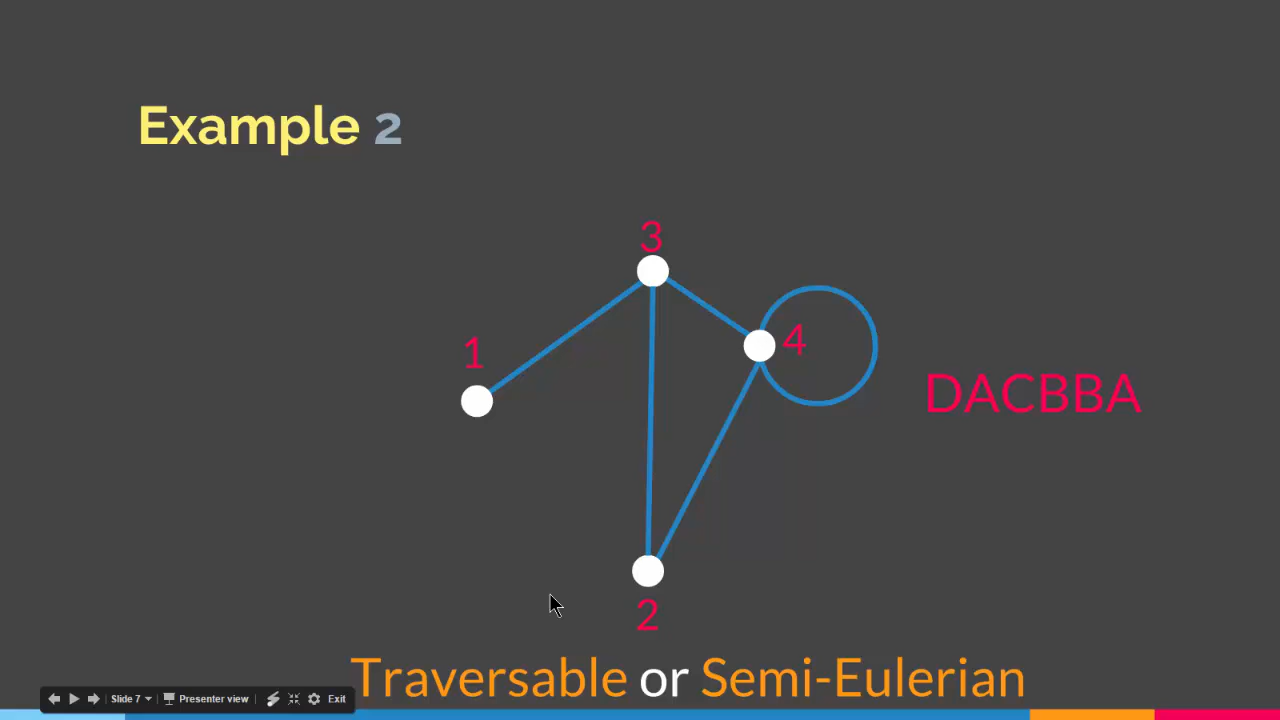 Example 2
3
1
4
DACBBA
2
Traversable or Semi-Eulerian
Slide 7 Presenter view Exit